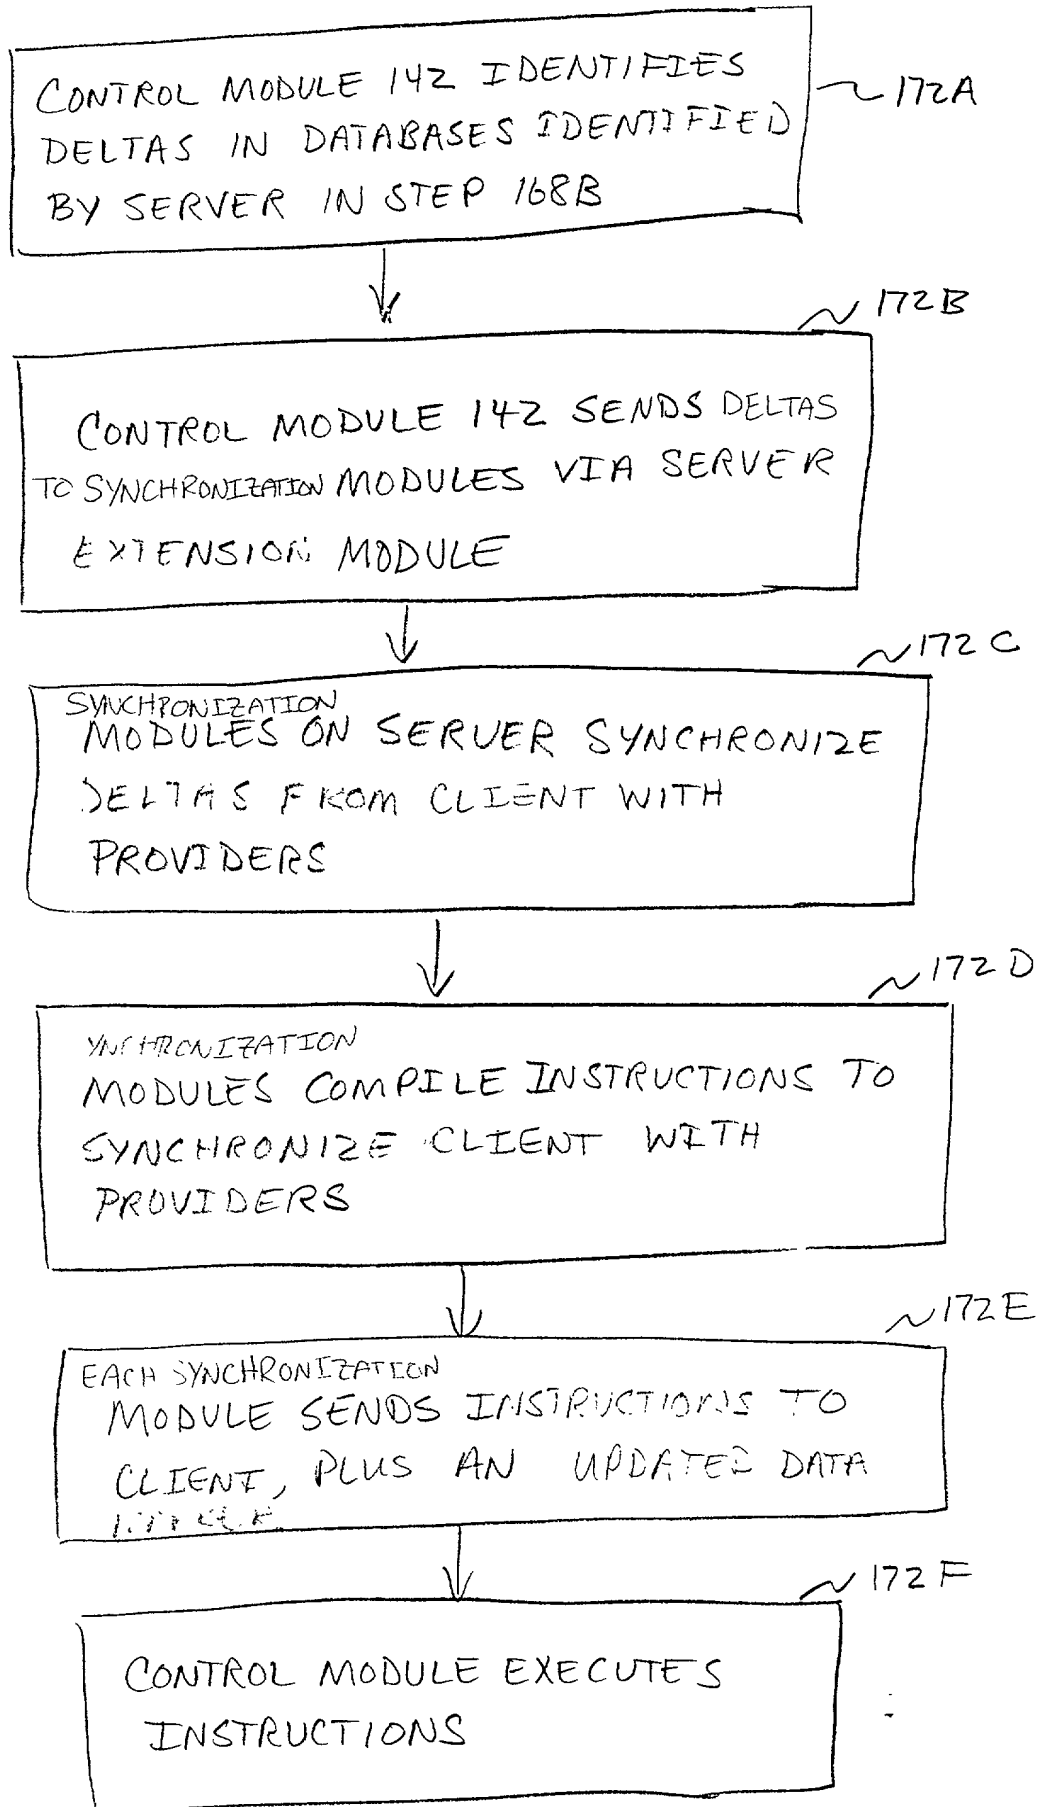 CONTROL MODULE 142 IDENTIFIES
DELTAS IN DATABASES IDENTIFIED
BY SERVER IN STEP 168B
172A
172B
CONTROL MODULE 142 SENDS DELTAS
TO SYNCHRONIZATION MODULES VIA SERVER
EXTENSION MODULE
172C
SYNCHRONIZATION
MODULES ON SERVER SYNCHRONIZE
DELTAS FROM CLIENT WITH
PROVIDERS
172D
YNCHRONIZATION
MODULES COMPILE INSTRUCTIONS TO
SYNCHRONIZE CLIENT WITH
PROVIDERS
172E
EACH SYNCHRONIZATION
MODULE SENDS INSTRUCTIONS TO
CLIENT, PLUS AN UPDATED DATA
172F
CONTROL MODULE EXECUTES
INSTRUCTIONS